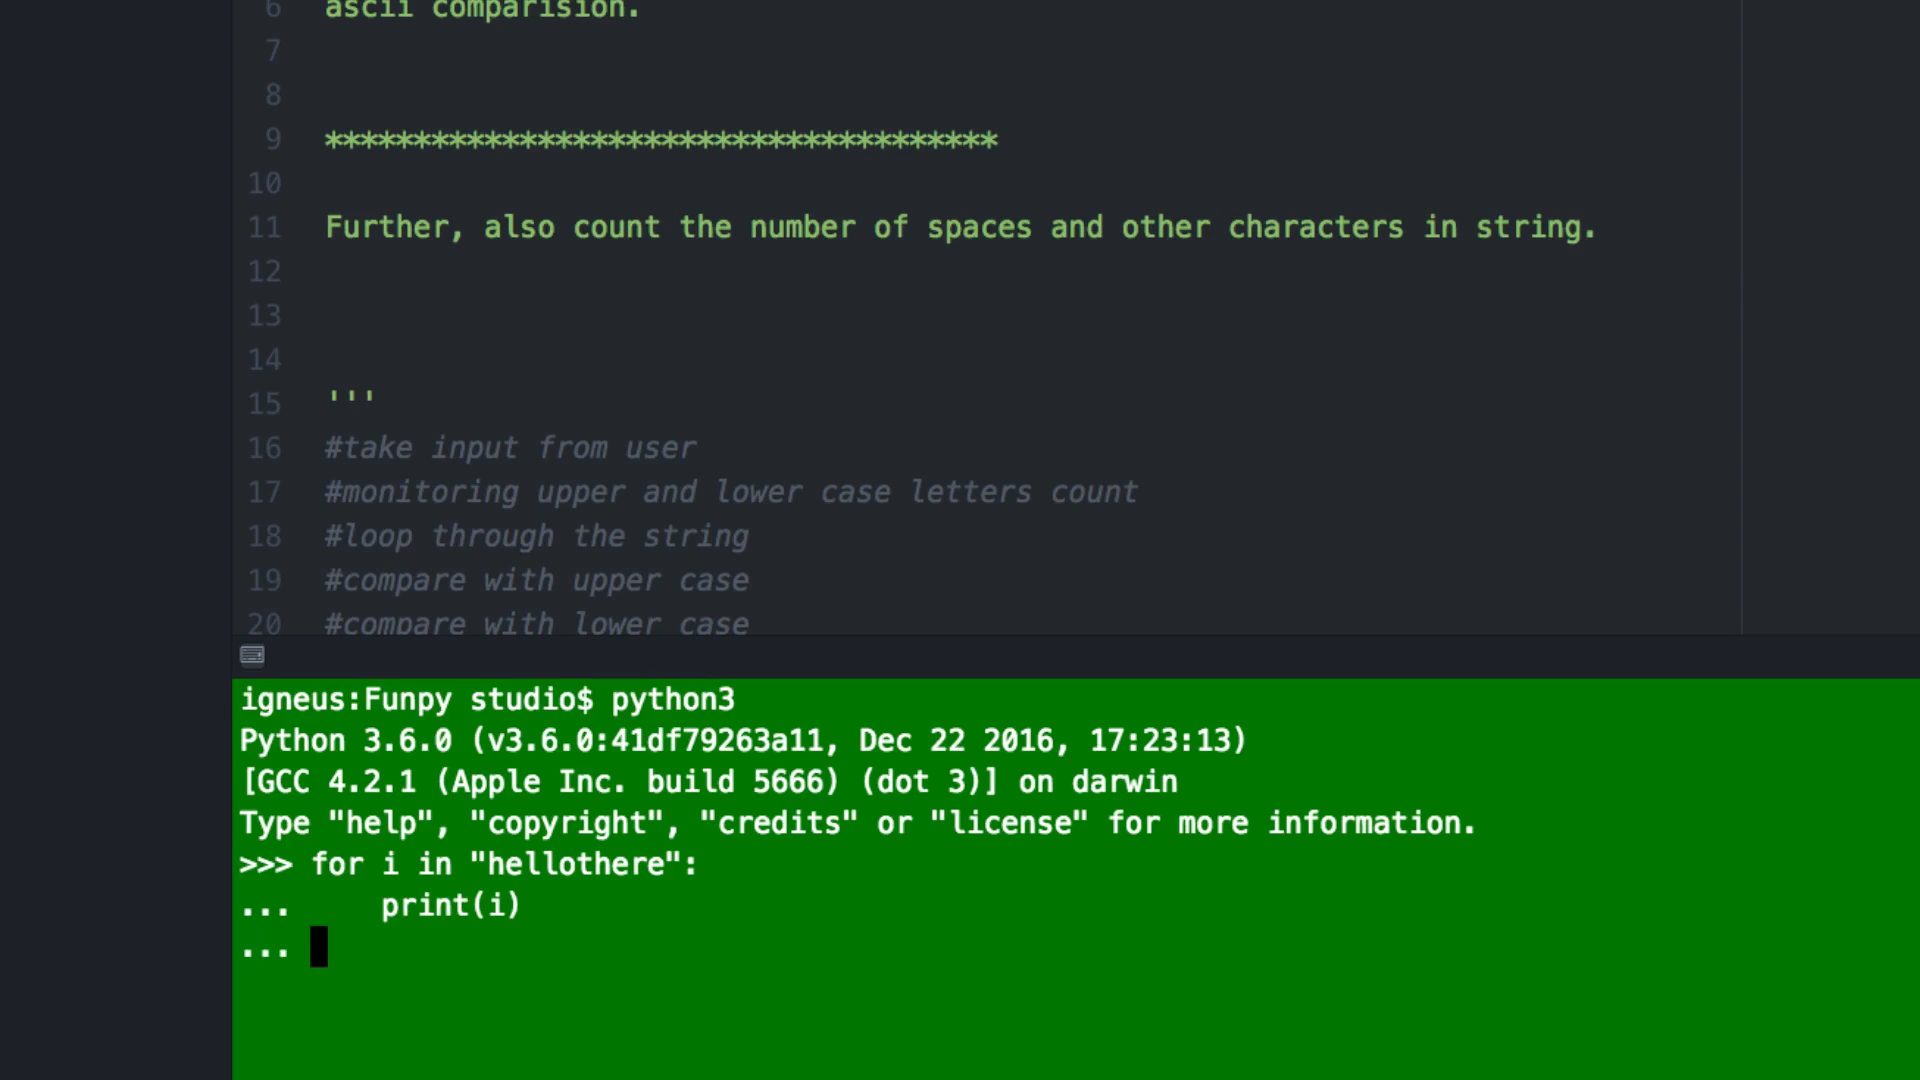 6 ascii comparision.
7
8
9 **************************************
10
11 Further, also count the number of spaces and other characters in string.
12
13
14
15 '''
16 #take input from user
17 #monitoring upper and lower case letters count
18 #loop through the string
19 #compare with upper case
20 #compare with lower case
igneus:Funpy studio$ python3
Python 3.6.0 (v3.6.0:41df79263a11, Dec 22 2016, 17:23:13)
[GCC 4.2.1 (Apple Inc. build 5666) (dot 3)] on darwin
Type "help", "copyright", "credits" or "license" for more information.
>>> for i in "hellothere":
...     print(i)
...